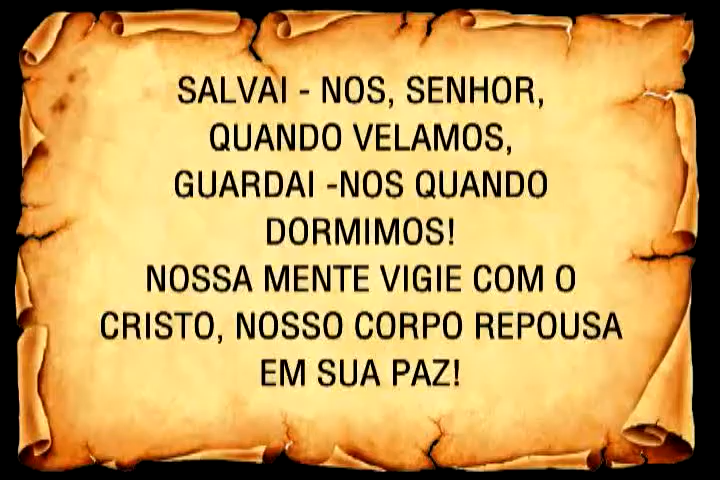 SALVAI - NOS, SENHOR,
QUANDO VELAMOS,
GUARDAI -NOS QUANDO
DORMIMOS!
NOSSA MENTE VIGIE COM O
CRISTO, NOSSO CORPO REPOUSA
EM SUA PAZ!